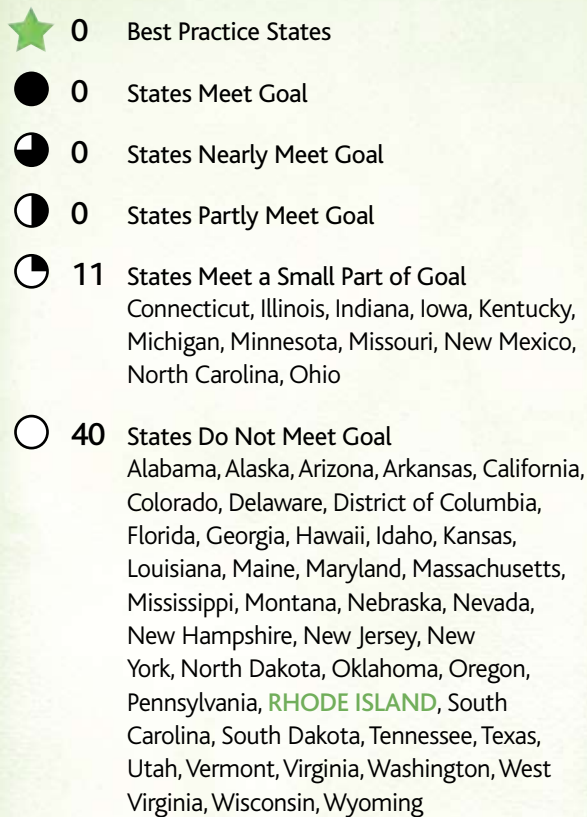 0 Best Practice States
0 States Meet Goal
0 States Nearly Meet Goal
0 States Partly Meet Goal
11 States Meet a Small Part of Goal
Connecticut, Illinois, Indiana, Iowa, Kentucky,
Michigan, Minnesota, Missouri, New Mexico,
North Carolina, Ohio
40 States Do Not Meet Goal
Alabama, Alaska, Arizona, Arkansas, California,
Colorado, Delaware, District of Columbia,
Florida, Georgia, Hawaii, Idaho, Kansas,
Louisiana, Maine, Maryland, Massachusetts,
Mississippi, Montana, Nebraska, Nevada,
New Hampshire, New Jersey, New
York, North Dakota, Oklahoma, Oregon,
Pennsylvania, RHODE ISLAND, South
Carolina, South Dakota, Tennessee, Texas,
Utah, Vermont, Virginia, Washington, West
Virginia, Wisconsin, Wyoming